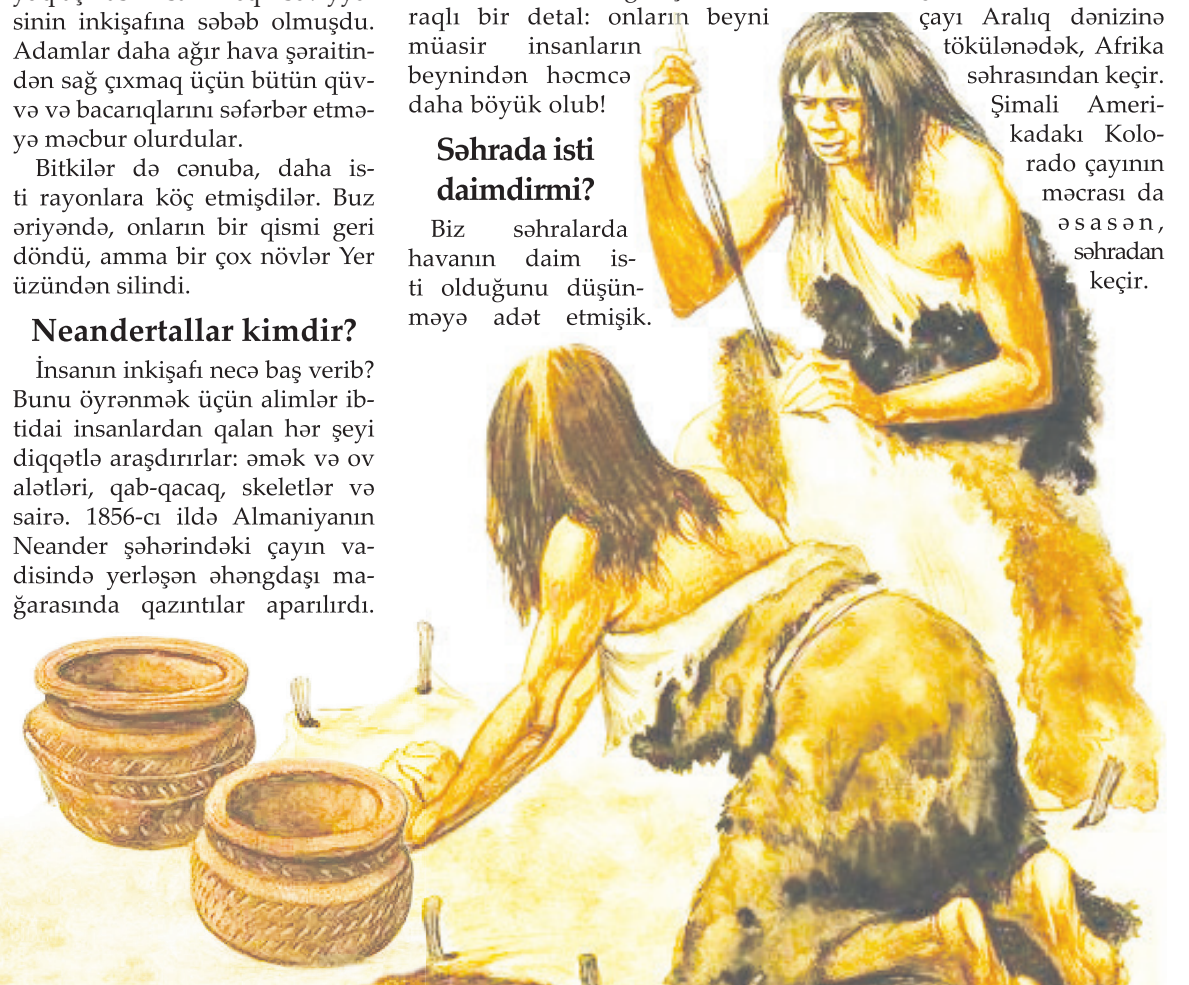 sinin inkişafına səbəb olmuşdu.
Adamlar daha ağır hava şəraitin-
dən sağ çıxmaq üçün bütün qüv-
və və bacarıqlarını səfərbər etmə-
yə məcbur olurdular.
Bitkilər də cənuba, daha is-
ti rayonlara köç etmişdilər. Buz
əriyəndə, onların bir qismi geri
döndü, amma bir çox növlər Yer
üzündən silindi.
Neandertallar kimdir?
İnsanın inkişafı necə baş verib?
Bunu öyrənmək üçün alimlər ib-
tidai insanlardan qalan hər şeyi
diqqətlə araşdırırlar: əmək və ov
alətləri, qab-qacaq, skeletlər və
sairə. 1856-cı ildə Almaniyanın
Neander şəhərindəki çayın va-
disində yerləşən əhəngdaşı ma-
ğarasında qazıntılar aparılırdı.
raqlı bir detal: onların beyni
müasir insanların
beynindən həcmcə
daha böyük olub!
Səhrada isti
daimdirmi?
Biz səhralarda
havanın daim is-
ti olduğunu düşün-
məyə adət etmişik.
çayı Aralıq dənizinə
tökülənədək, Afrika
səhrasından keçir.
Şimali Ameri-
kadakı Kolo-
rado çayının
məcrası da
əsasən,
səhradan
keçir.